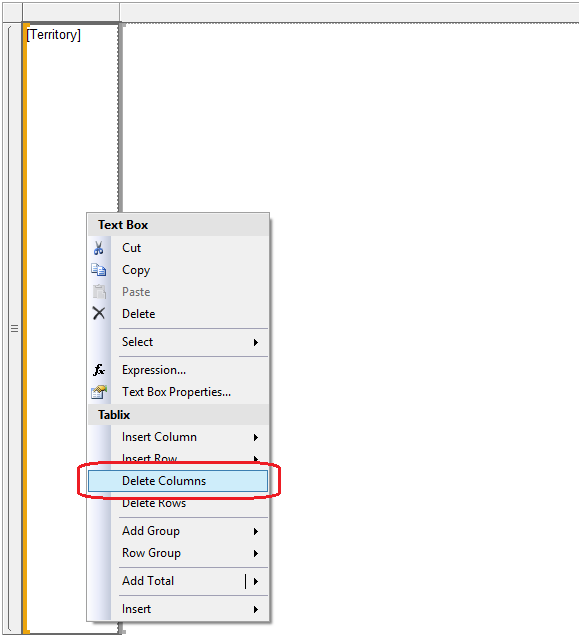 [Territory]
Text Box
Cut
Copy
Paste
Delete
Select
fx Expression...
Text Box Properties...
Tablix
Insert Column
Insert Row
Delete Columns
Delete Rows
Add Group
Row Group
Add Total
Insert